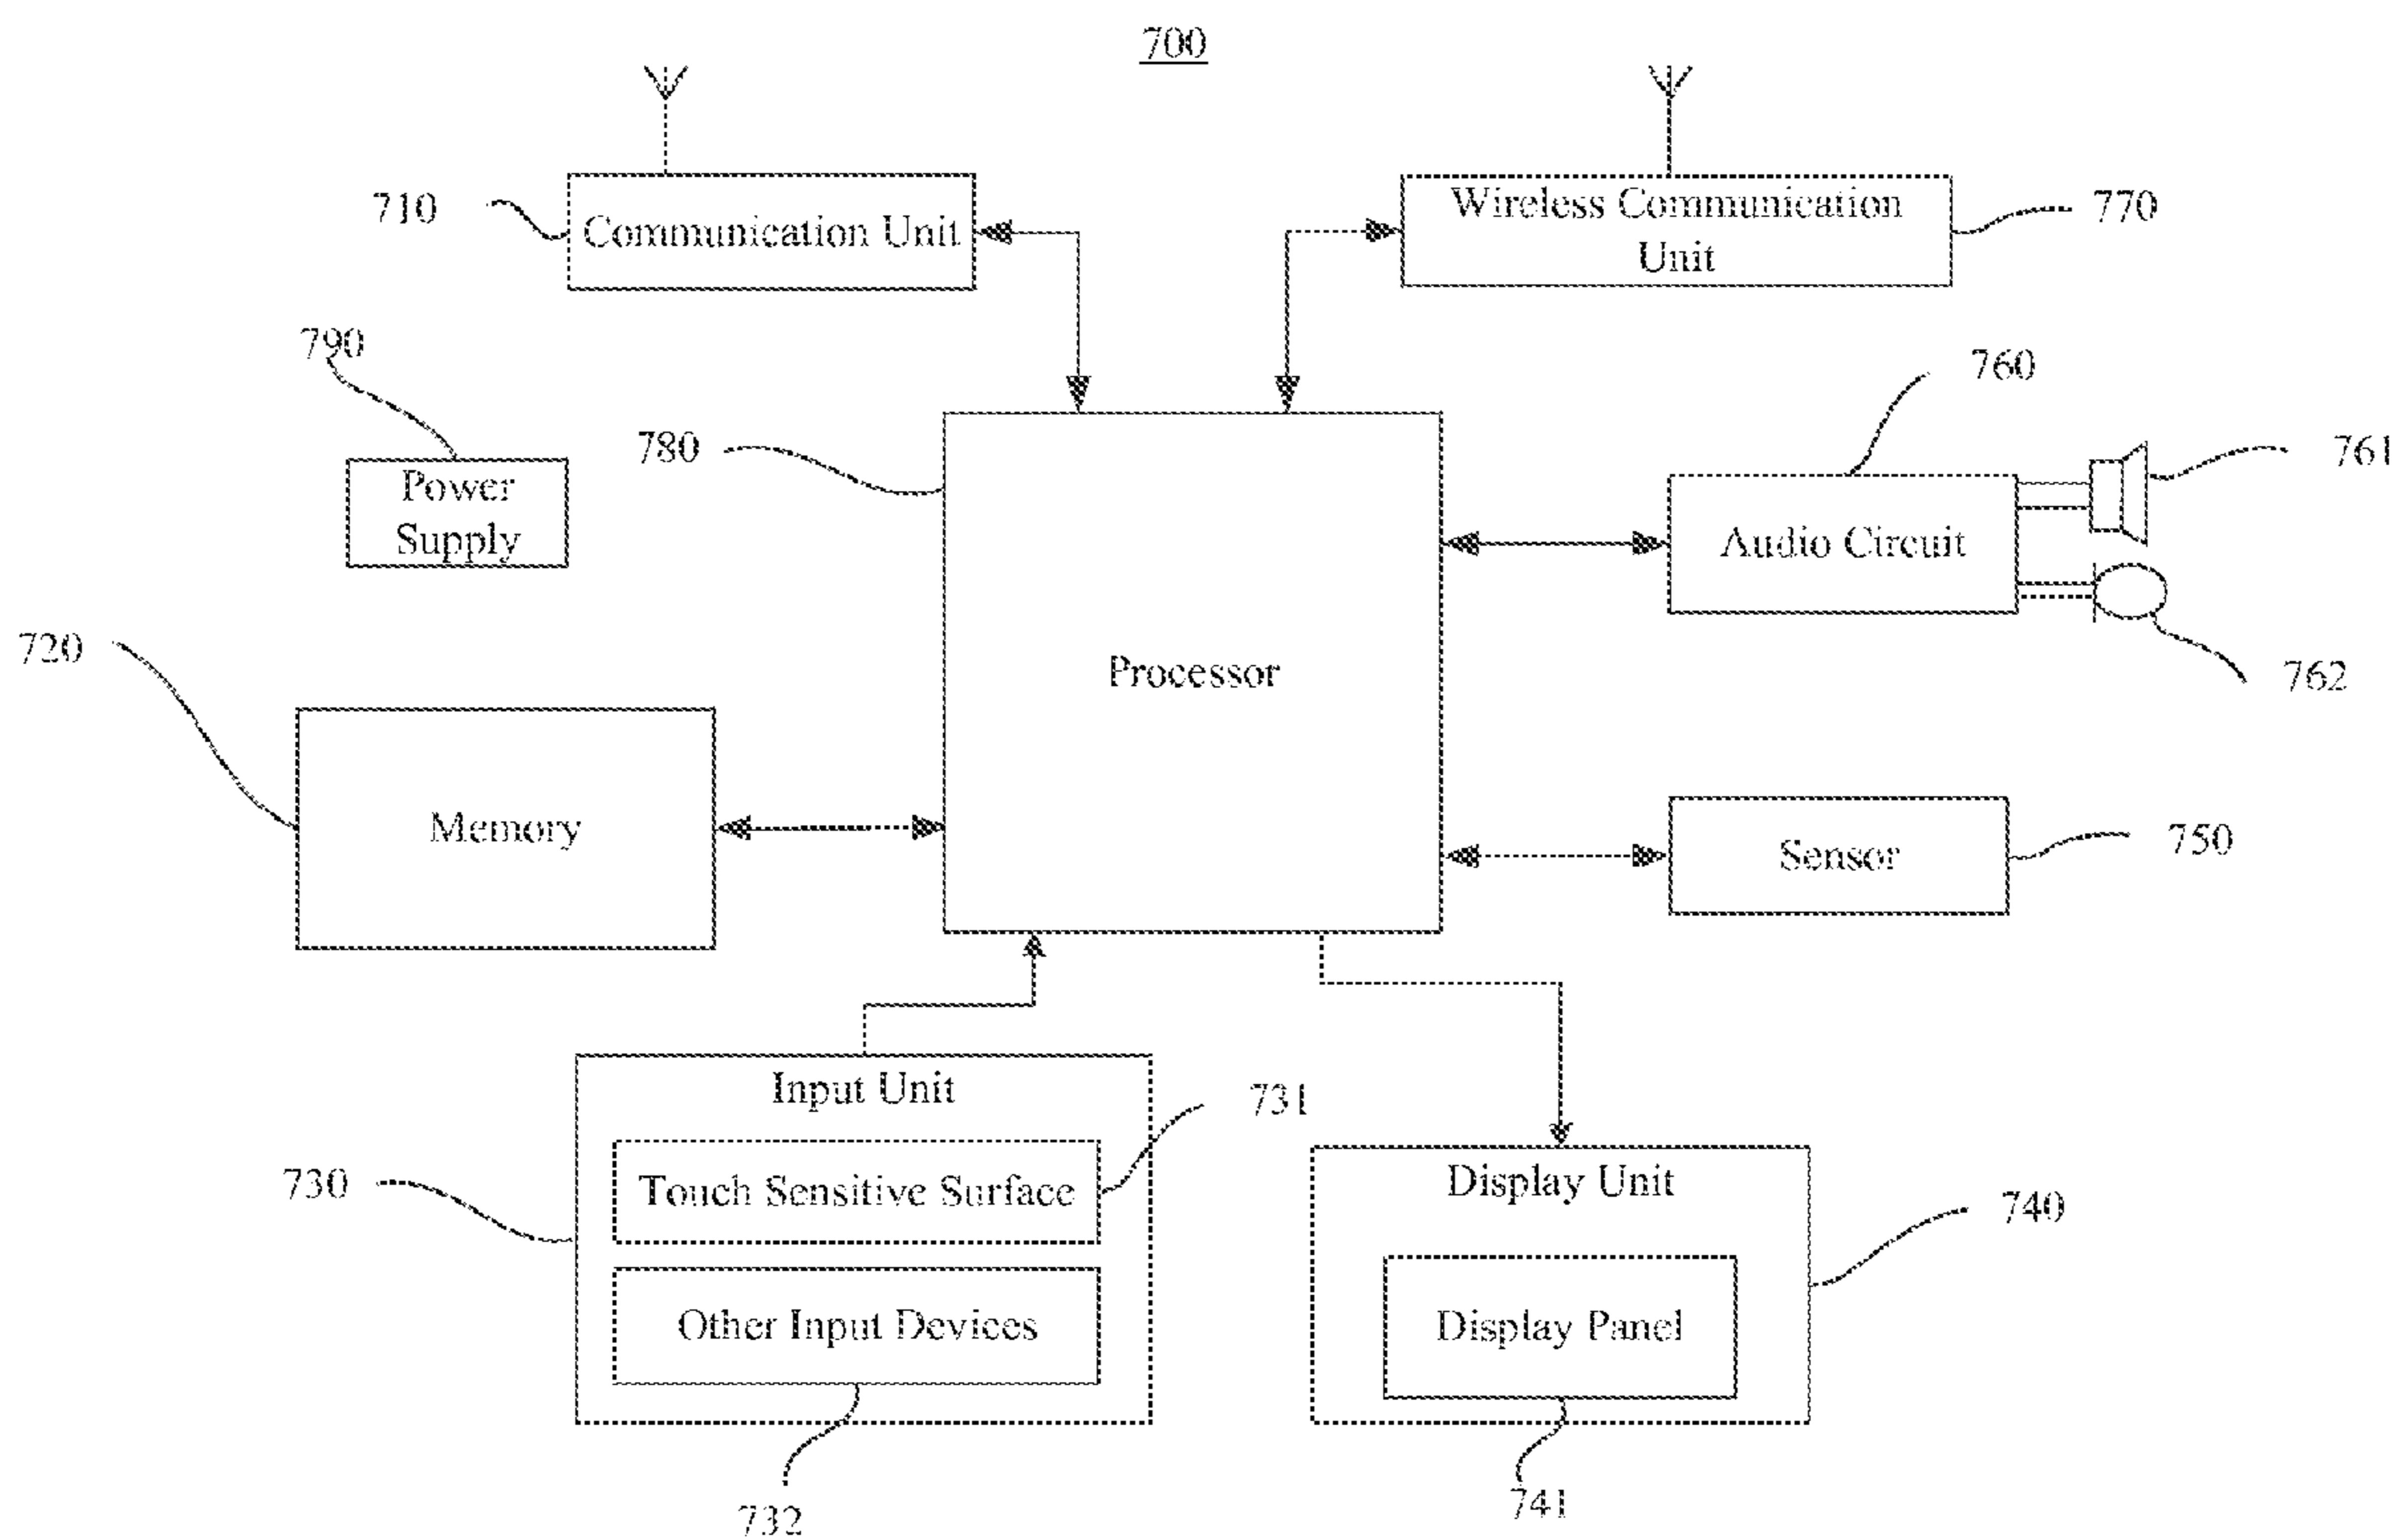 700
710
Communication Unit
Wireless Communication
Unit
770
790
760
780
761
Power
Supply
Audio Circuit
720
Processor
762
Memory
Sensor
750
Input Unit
731
730
Touch Sensitive Surface
Display Unit
740
Other Input Devices
Display Panel
732
741